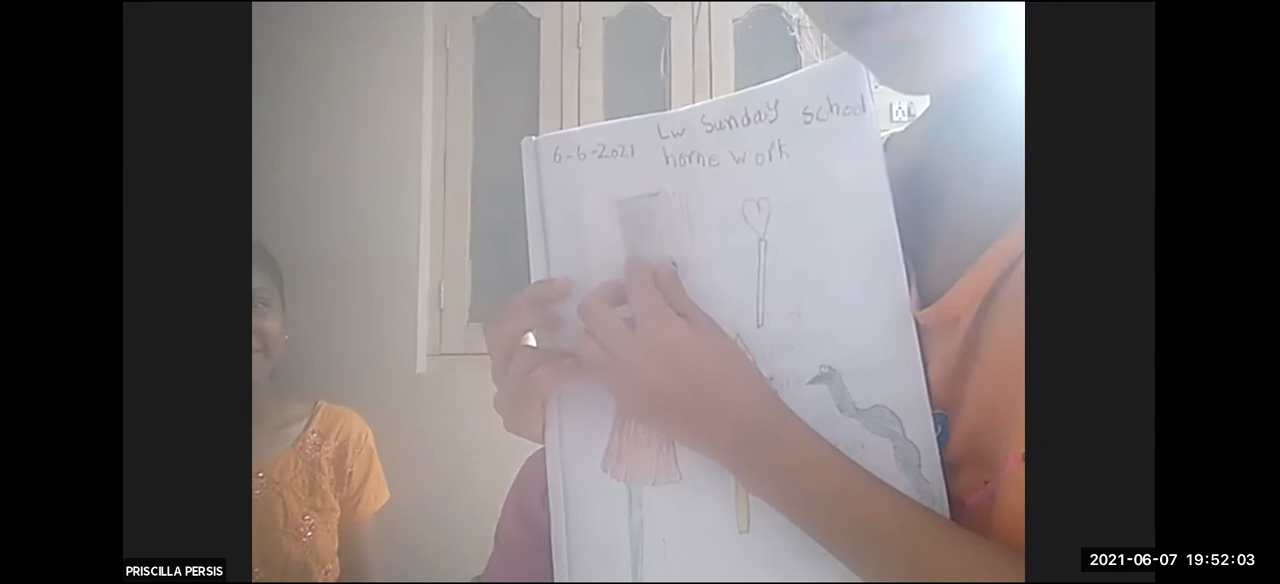 Lw Sunday School
6-6-2021 home work
PRISCILLA PERSIS
2021-06-07 19:52:03